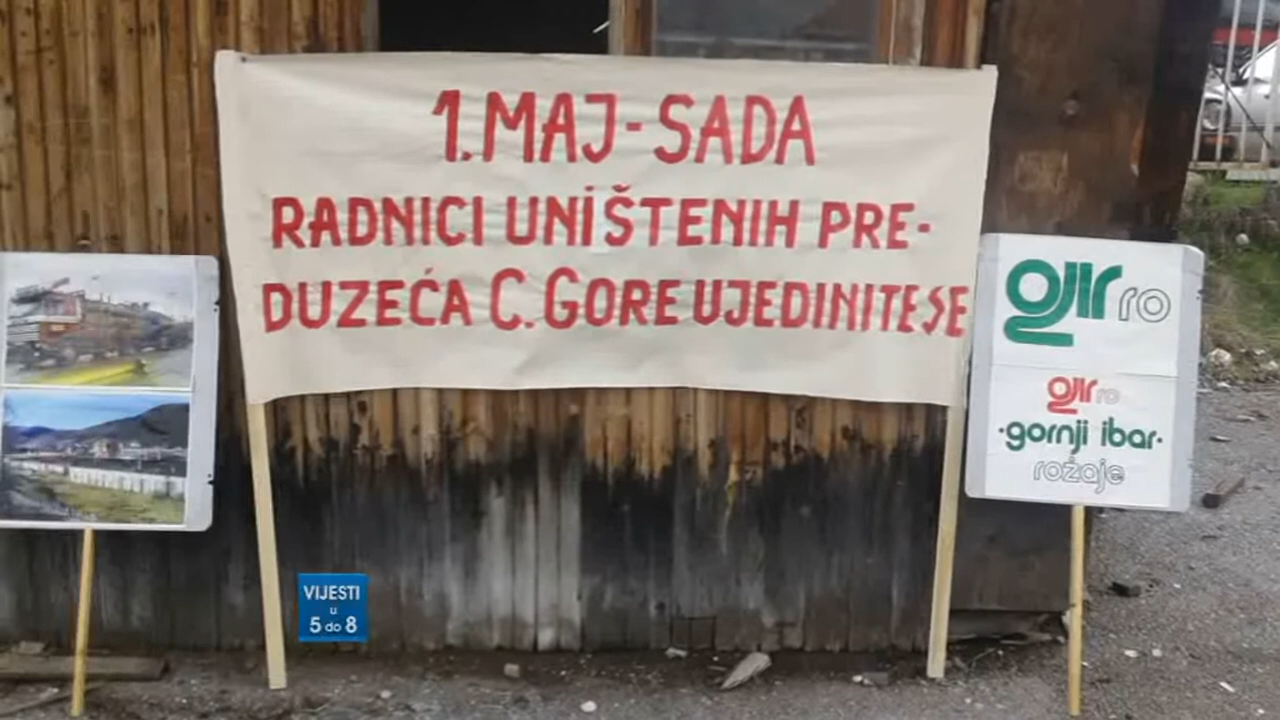 1. MAJ - SADA
RADNICI UNIŠTENIH PRE-
DUZEĆA C. GORE UJEDINITE SE
gir ro
gir ro
·gornji ibar·
rožaje
VIJESTI
u
5 do 8